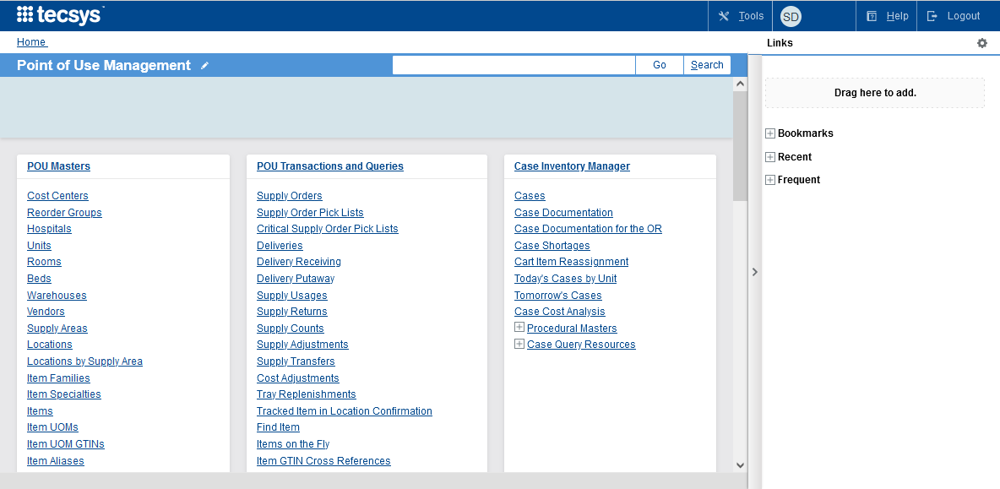 tecsys
Tools
SD
Help
Logout
Home
Links
Point of Use Management
Go
Search
Drag here to add.
Bookmarks
Recent
Frequent
POU Masters
Cost Centers
Reorder Groups
Hospitals
Units
Rooms
Beds
Warehouses
Vendors
Supply Areas
Locations
Locations by Supply Area
Item Families
Item Specialties
Items
Item UOMs
Item UOM GTINs
Item Aliases
POU Transactions and Queries
Supply Orders
Supply Order Pick Lists
Critical Supply Order Pick Lists
Deliveries
Delivery Receiving
Delivery Putaway
Supply Usages
Supply Returns
Supply Counts
Supply Adjustments
Supply Transfers
Cost Adjustments
Tray Replenishments
Tracked Item in Location Confirmation
Find Item
Items on the Fly
Item GTIN Cross References
Case Inventory Manager
Cases
Case Documentation
Case Documentation for the OR
Case Shortages
Cart Item Reassignment
Today's Cases by Unit
Tomorrow's Cases
Case Cost Analysis
Procedural Masters
Case Query Resources